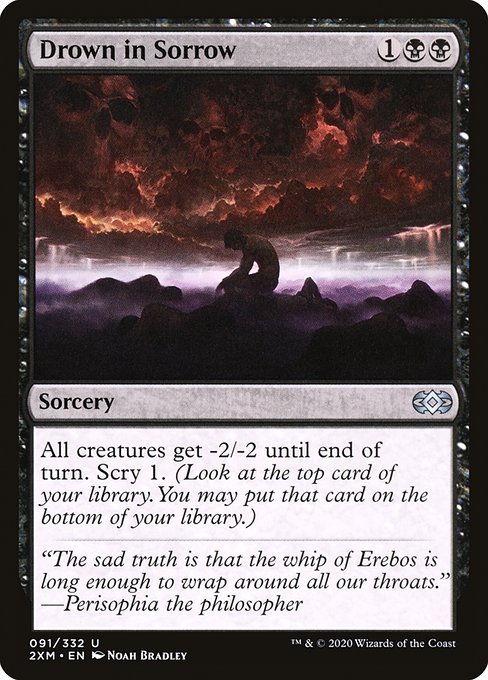 Drown in Sorrow 1
Sorcery
All creatures get -2/-2 until end of
turn. Scry 1. (Look at the top card of
your library. You may put that card on the
bottom of your library.)
“The sad truth is that the whip of Erebos is
long enough to wrap around all our throats.”
—Perisophia the philosopher
091/332 U
™ & © 2020 Wizards of the Coast
2XM • EN Noah Bradley